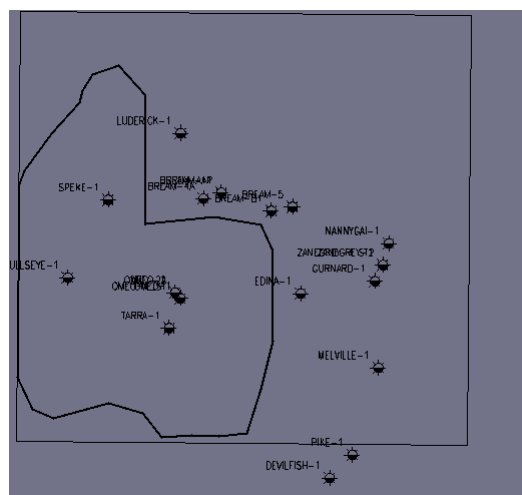 LUDERICK-1
SPEKE-1
BREAM-4A
BREAM-B1
BREAM-5
NANNYGAI-1
GURNARD-1
ULLSEYE-1
EDINA-1
TARRA-1
MELVILLE-1
PIKE-1
DEVILFISH-1